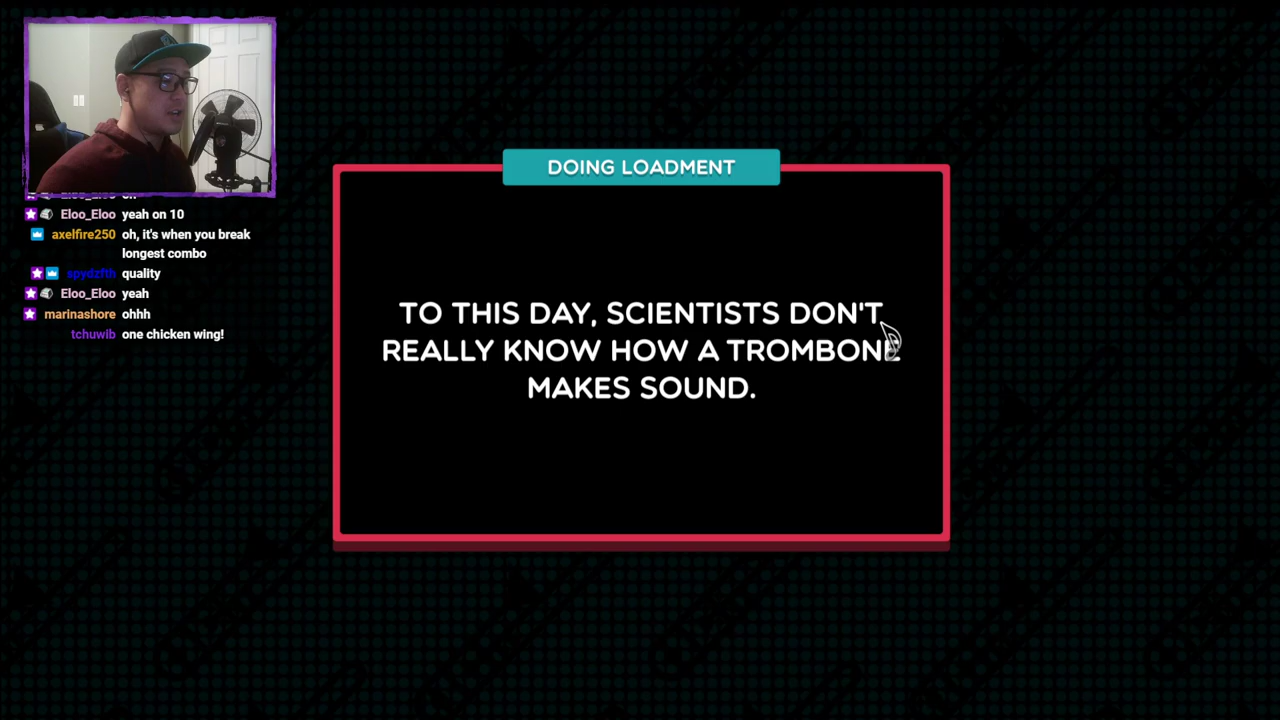 Eloo_Eloo yeah on 10
axelfire250 oh, it's when you break
longest combo
spydzfth quality
Eloo_Eloo yeah
marinashore ohhh
tchuwib one chicken wing!
DOING LOADMENT
TO THIS DAY, SCIENTISTS DON'T
REALLY KNOW HOW A TROMBONE
MAKES SOUND.